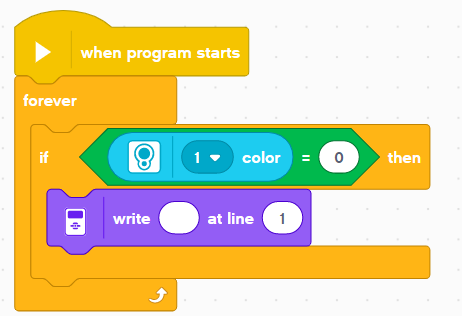 when program starts
forever
if 1 color = 0 then
write at line 1